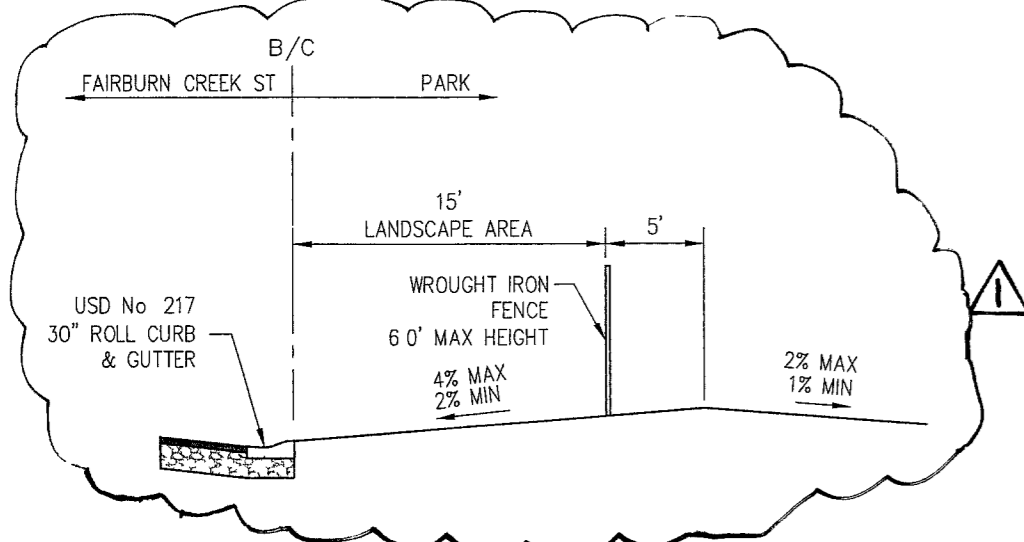 B/C
FAIRBURN CREEK ST
PARK
15'
LANDSCAPE AREA
5'
WROUGHT IRON
FENCE
6 0' MAX HEIGHT
USD No 217
30" ROLL CURB
& GUTTER
4% MAX
2% MIN
2% MAX
1% MIN
1